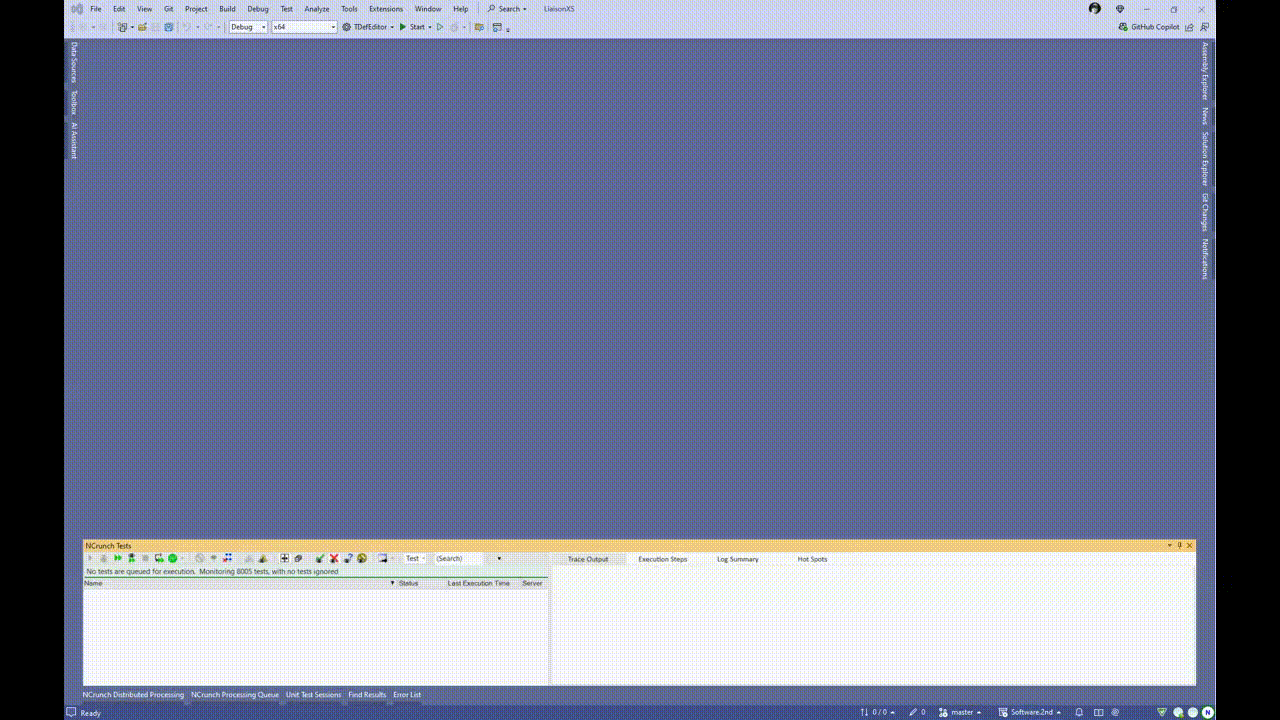 File Edit View Git Project Build Debug Test Analyze Tools Extensions Window Help Search LiaisonXS
Debug x64 TDefEditor Start GitHub Copilot
Data Sources
Toolbox
AI Assistant
Assembly Explorer
News
Solution Explorer
Git Changes
Notifications
NCrunch Tests
Test (Search) Trace Output Execution Steps Log Summary Hot Spots
No tests are queued for execution. Monitoring 8005 tests, with no tests ignored
Name Status Last Execution Time Server
NCrunch Distributed Processing NCrunch Processing Queue Unit Test Sessions Find Results Error List
Ready 0 / 0 0 master Software.2nd